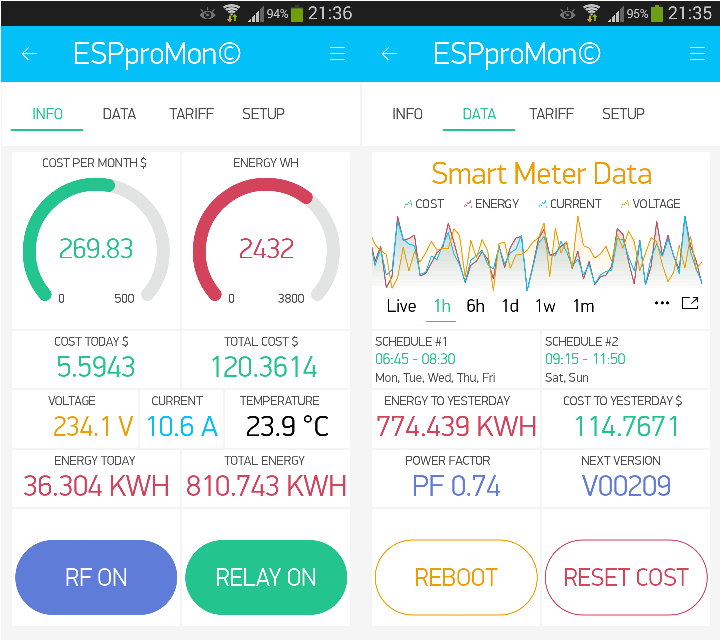 94% 21:36
ESPproMon©
INFO DATA TARIFF SETUP
COST PER MONTH $ ENERGY WH
269.83 2432
0 500 0 3800
COST TODAY $ TOTAL COST $
5.5943 120.3614
VOLTAGE CURRENT TEMPERATURE
234.1 V 10.6 A 23.9 °C
ENERGY TODAY TOTAL ENERGY
36.304 KWH 810.743 KWH
RF ON RELAY ON
95% 21:35
ESPproMon©
INFO DATA TARIFF SETUP
Smart Meter Data
COST ENERGY CURRENT VOLTAGE
Live 1h 6h 1d 1w 1m ...
SCHEDULE #1 SCHEDULE #2
06:45 - 08:30 09:15 - 11:50
Mon, Tue, Wed, Thu, Fri Sat, Sun
ENERGY TO YESTERDAY COST TO YESTERDAY $
774.439 KWH 114.7671
POWER FACTOR NEXT VERSION
PF 0.74 V00209
REBOOT RESET COST